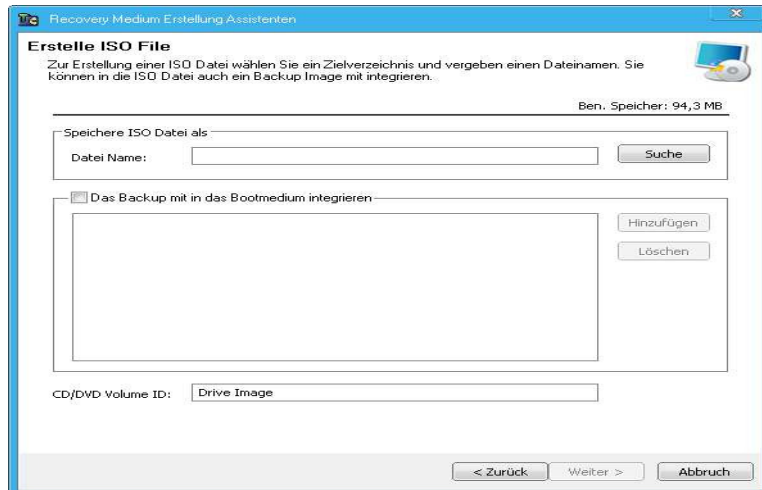 Recovery Medium Erstellung Assistenten
Erstelle ISO File
Zur Erstellung einer ISO Datei wählen Sie ein Zielverzeichnis und vergeben einen Dateinamen. Sie
können in die ISO Datei auch ein Backup Image mit integrieren.
Ben. Speicher: 94,3 MB
Speichere ISO Datei als
Datei Name:
Suche
Das Backup mit in das Bootmedium integrieren
Hinzufügen
Löschen
CD/DVD Volume ID:
Drive Image
< Zurück
Weiter >
Abbruch